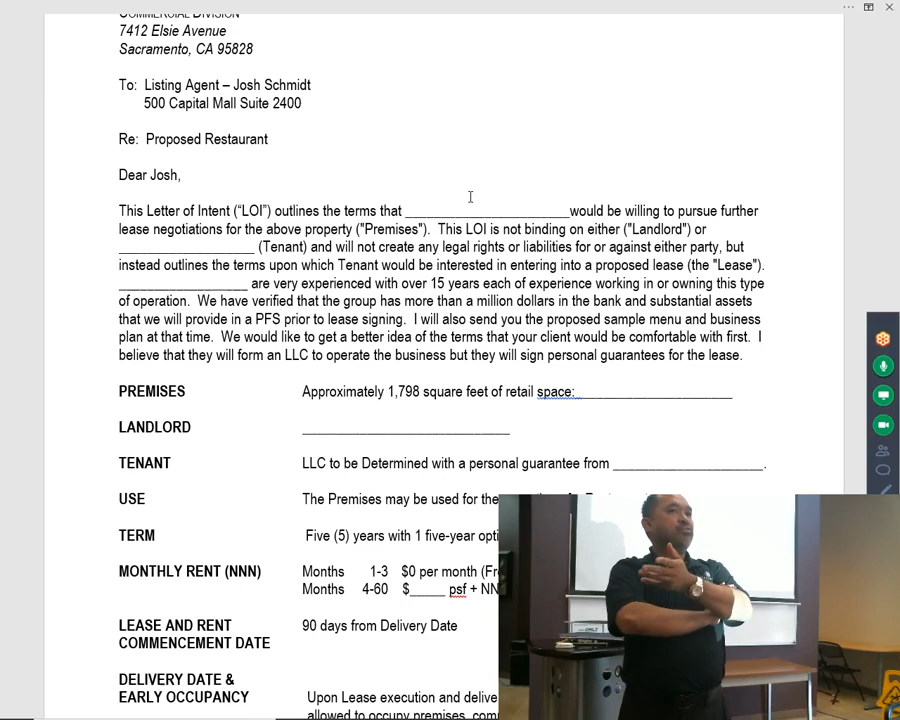 COMMERCIAL DIVISION
7412 Elsie Avenue
Sacramento, CA 95828
To: Listing Agent – Josh Schmidt
500 Capital Mall Suite 2400
Re: Proposed Restaurant
Dear Josh,
This Letter of Intent (“LOI”) outlines the terms that _______________________would be willing to pursue further
lease negotiations for the above property ("Premises"). This LOI is not binding on either ("Landlord") or
___________________ (Tenant) and will not create any legal rights or liabilities for or against either party, but
instead outlines the terms upon which Tenant would be interested in entering into a proposed lease (the "Lease").
__________________ are very experienced with over 15 years each of experience working in or owning this type
of operation. We have verified that the group has more than a million dollars in the bank and substantial assets
that we will provide in a PFS prior to lease signing. I will also send you the proposed sample menu and business
plan at that time. We would like to get a better idea of the terms that your client would be comfortable with first. I
believe that they will form an LLC to operate the business but they will sign personal guarantees for the lease.
PREMISES Approximately 1,798 square feet of retail space:______________________
LANDLORD _____________________________
TENANT LLC to be Determined with a personal guarantee from _____________________.
USE The Premises may be used for the
TERM Five (5) years with 1 five-year opti
MONTHLY RENT (NNN) Months 1-3 $0 per month (Fr
Months 4-60 $_____ psf + NN
LEASE AND RENT 90 days from Delivery Date
COMMENCEMENT DATE
DELIVERY DATE &
EARLY OCCUPANCY Upon Lease execution and delive
allowed to occupy premises, com